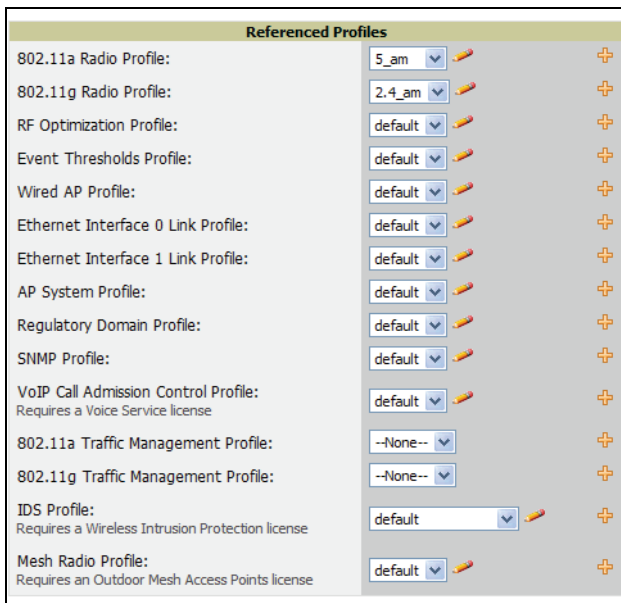 Referenced Profiles
802.11a Radio Profile: 5_am
802.11g Radio Profile: 2.4_am
RF Optimization Profile: default
Event Thresholds Profile: default
Wired AP Profile: default
Ethernet Interface 0 Link Profile: default
Ethernet Interface 1 Link Profile: default
AP System Profile: default
Regulatory Domain Profile: default
SNMP Profile: default
VoIP Call Admission Control Profile: default
Requires a Voice Service license
802.11a Traffic Management Profile: --None--
802.11g Traffic Management Profile: --None--
IDS Profile: default
Requires a Wireless Intrusion Protection license
Mesh Radio Profile: default
Requires an Outdoor Mesh Access Points license